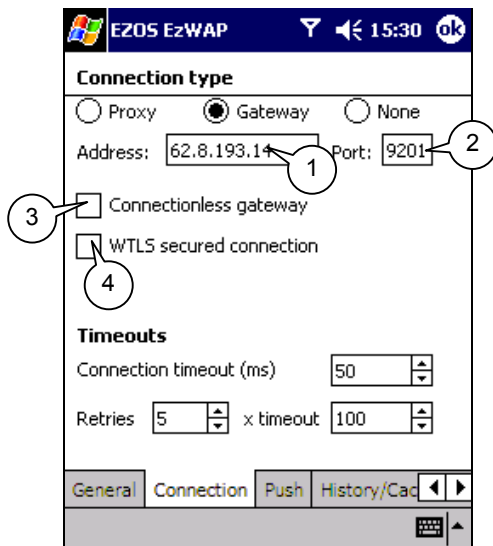 EZOS EzWAP 15:30 ok
Connection type
Proxy Gateway None
Address: 62.8.193.14 Port: 9201
1
2
3
Connectionless gateway
WTLS secured connection
4
Timeouts
Connection timeout (ms) 50
Retries 5 x timeout 100
General Connection Push History/Cac